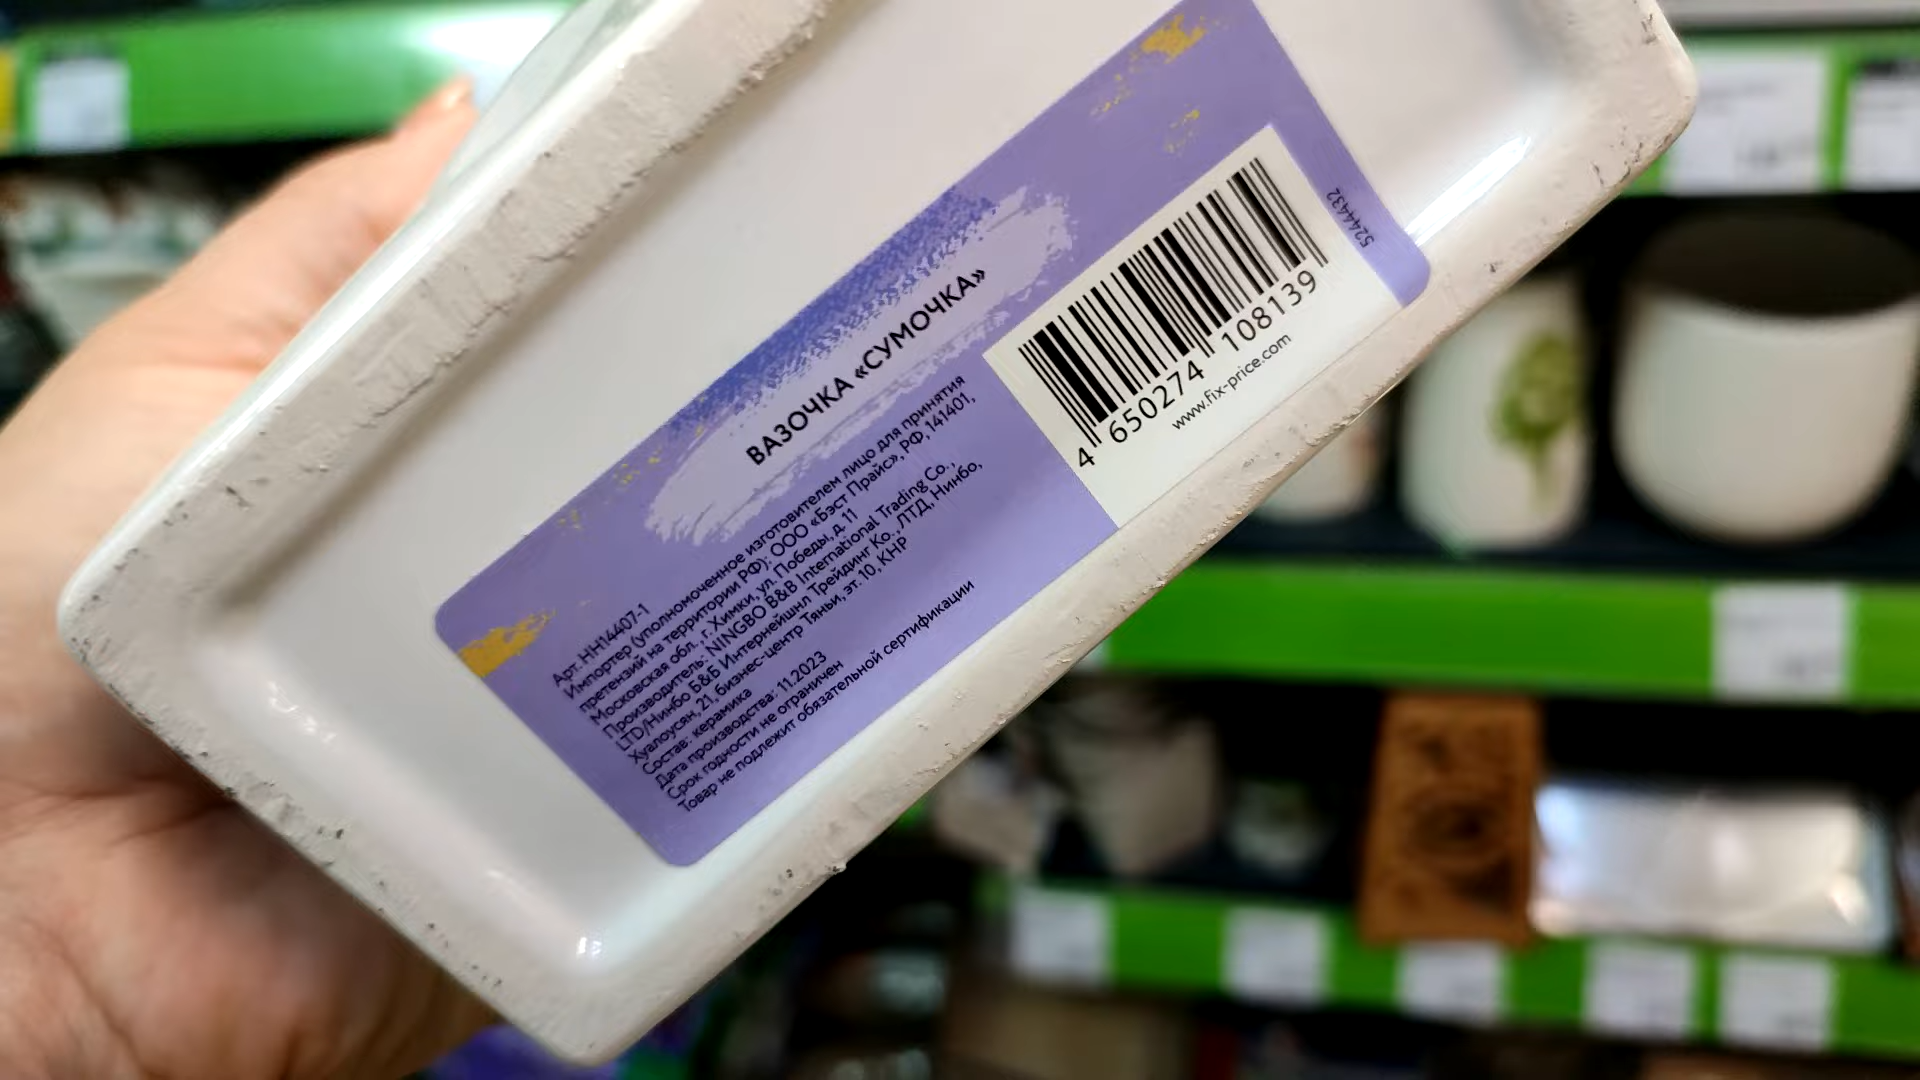 ВАЗОЧКА «СУМОЧКА»
Арт. HH14407-1
Импортер (уполномоченное изготовителем лицо для принятия
претензий на территории РФ): ООО «Бэст Прайс», РФ, 141401,
Московская обл., г. Химки, ул. Победы, д. 11
Производитель: NINGBO B&B International Trading Co.,
LTD/Нинбо Б&Б Интернейшнл Трейдинг Ко., ЛТД, Нинбо,
Хуалоусян, 21, бизнес-центр Тяньи, эт. 10, КНР
Состав: керамика
Дата производства: 11.2023
Срок годности не ограничен
Товар не подлежит обязательной сертификации
4 650274 108139
www.fix-price.com
5244432